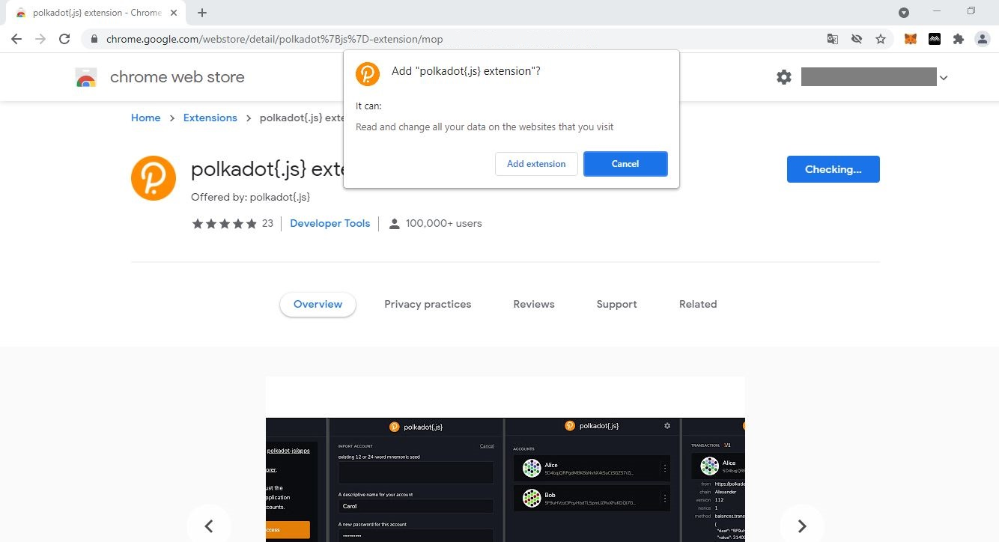 polkadot{.js} extension - Chrome
chrome.google.com/webstore/detail/polkadot%7Bjs%7D-extension/mop
chrome web store
Add "polkadot{.js} extension"?
It can:
Read and change all your data on the websites that you visit
Add extension
Cancel
Home > Extensions > polkadot{.js} exte
polkadot{.js} exte
Offered by: polkadot{.js}
23
Developer Tools
100,000+ users
Checking...
Overview
Privacy practices
Reviews
Support
Related
polkadot-js/apps
orer.
ust the
pplication
counts.
ccess
polkadot{.js}
IMPORT ACCOUNT
Cancel
existing 12 or 24-word mnemonic seed
A descriptive name for your account
Carol
A new password for this account
polkadot{.js}
ACCOUNTS
Alice
Bob
TRANSACTION: 1/1
Alice
from https://polkado
chain Alexander
version 112
nonce 1
method balances.trans
{
"dest": "5F9uH
"value": 31400